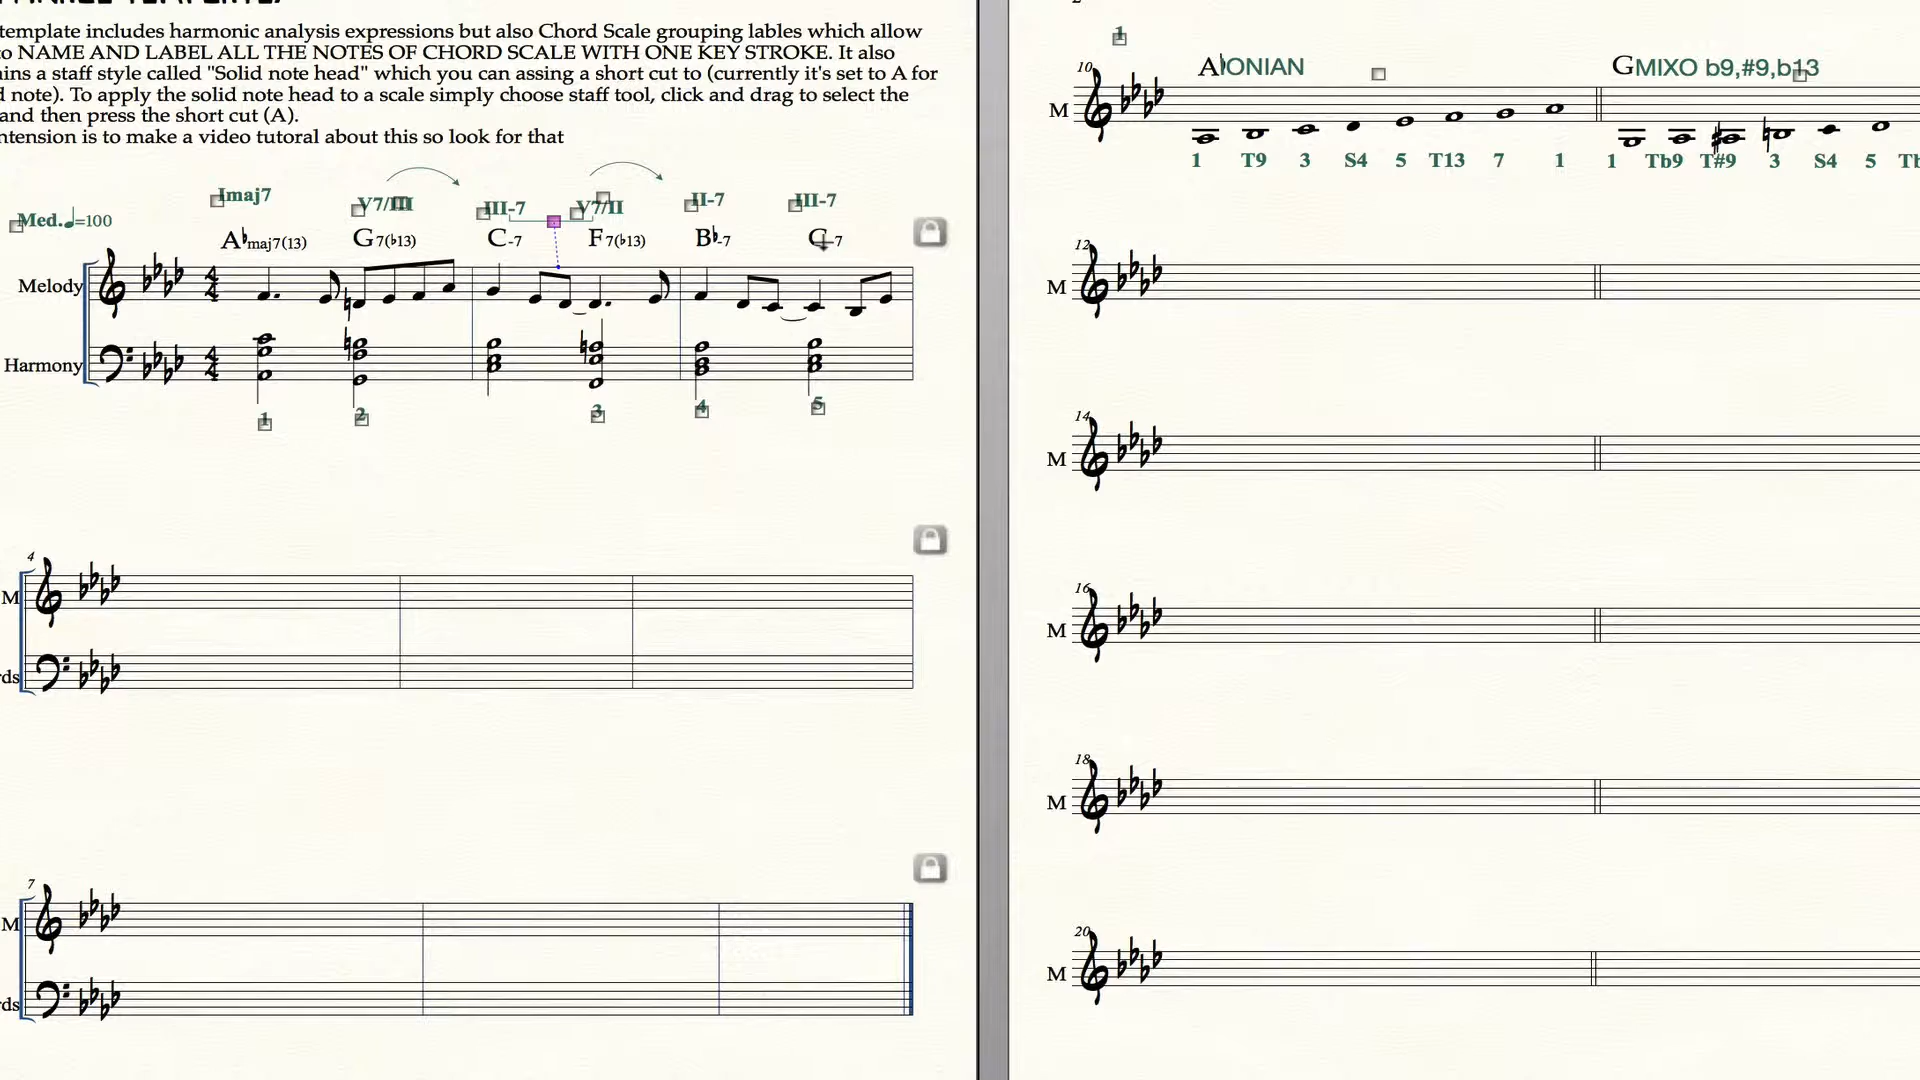 template includes harmonic analysis expressions but also Chord Scale grouping lables which allow
to NAME AND LABEL ALL THE NOTES OF CHORD SCALE WITH ONE KEY STROKE. It also
ains a staff style called "Solid note head" which you can assing a short cut to (currently it's set to A for
d note). To apply the solid note head to a scale simply choose staff tool, click and drag to select the
and then press the short cut (A).
ntension is to make a video tutoral about this so look for that
Imaj7 V7/III III-7 V7/II II-7 III-7
Med. ♩=100
A♭maj7(13) G7(♭13) C-7 F7(♭13) B♭-7 C-7
Melody
Harmony
1 2 3 4 5
4
M
rds
7
M
rds
2
1
10
A♭IONIAN GMIXO b9,#9,b13
M
1 T9 3 S4 5 T13 7 1 1 Tb9 T#9 3 S4 5 Tb
12
M
14
M
16
M
18
M
20
M